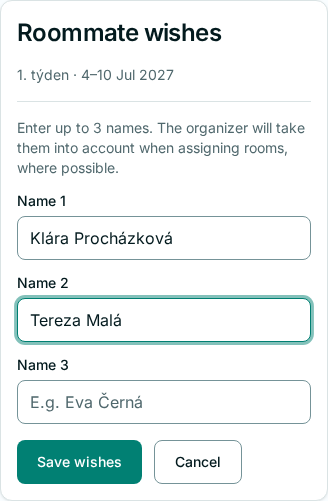 Roommate wishes
1. týden · 4–10 Jul 2027
Enter up to 3 names. The organizer will take
them into account when assigning rooms,
where possible.
Name 1
Klára Procházková
Name 2
Tereza Malá
Name 3
E.g. Eva Černá
Save wishes
Cancel